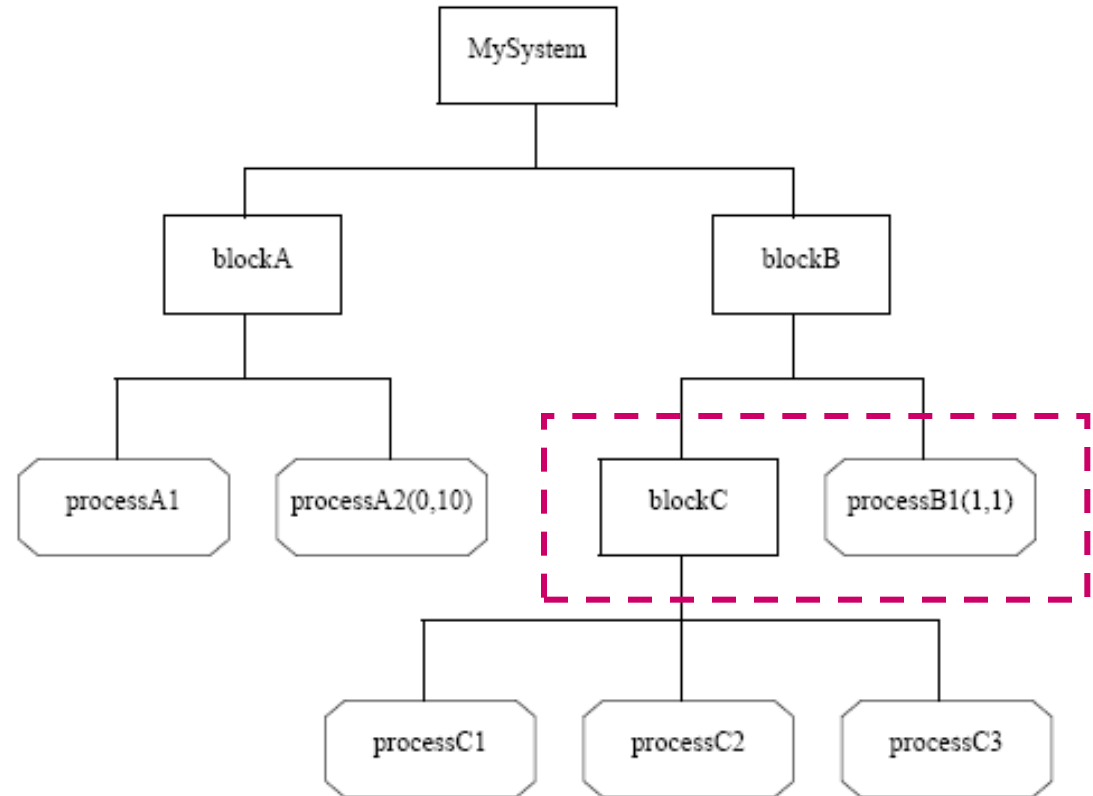 MySystem
blockA
blockB
processA1
processA2(0,10)
blockC
processB1(1,1)
processC1
processC2
processC3